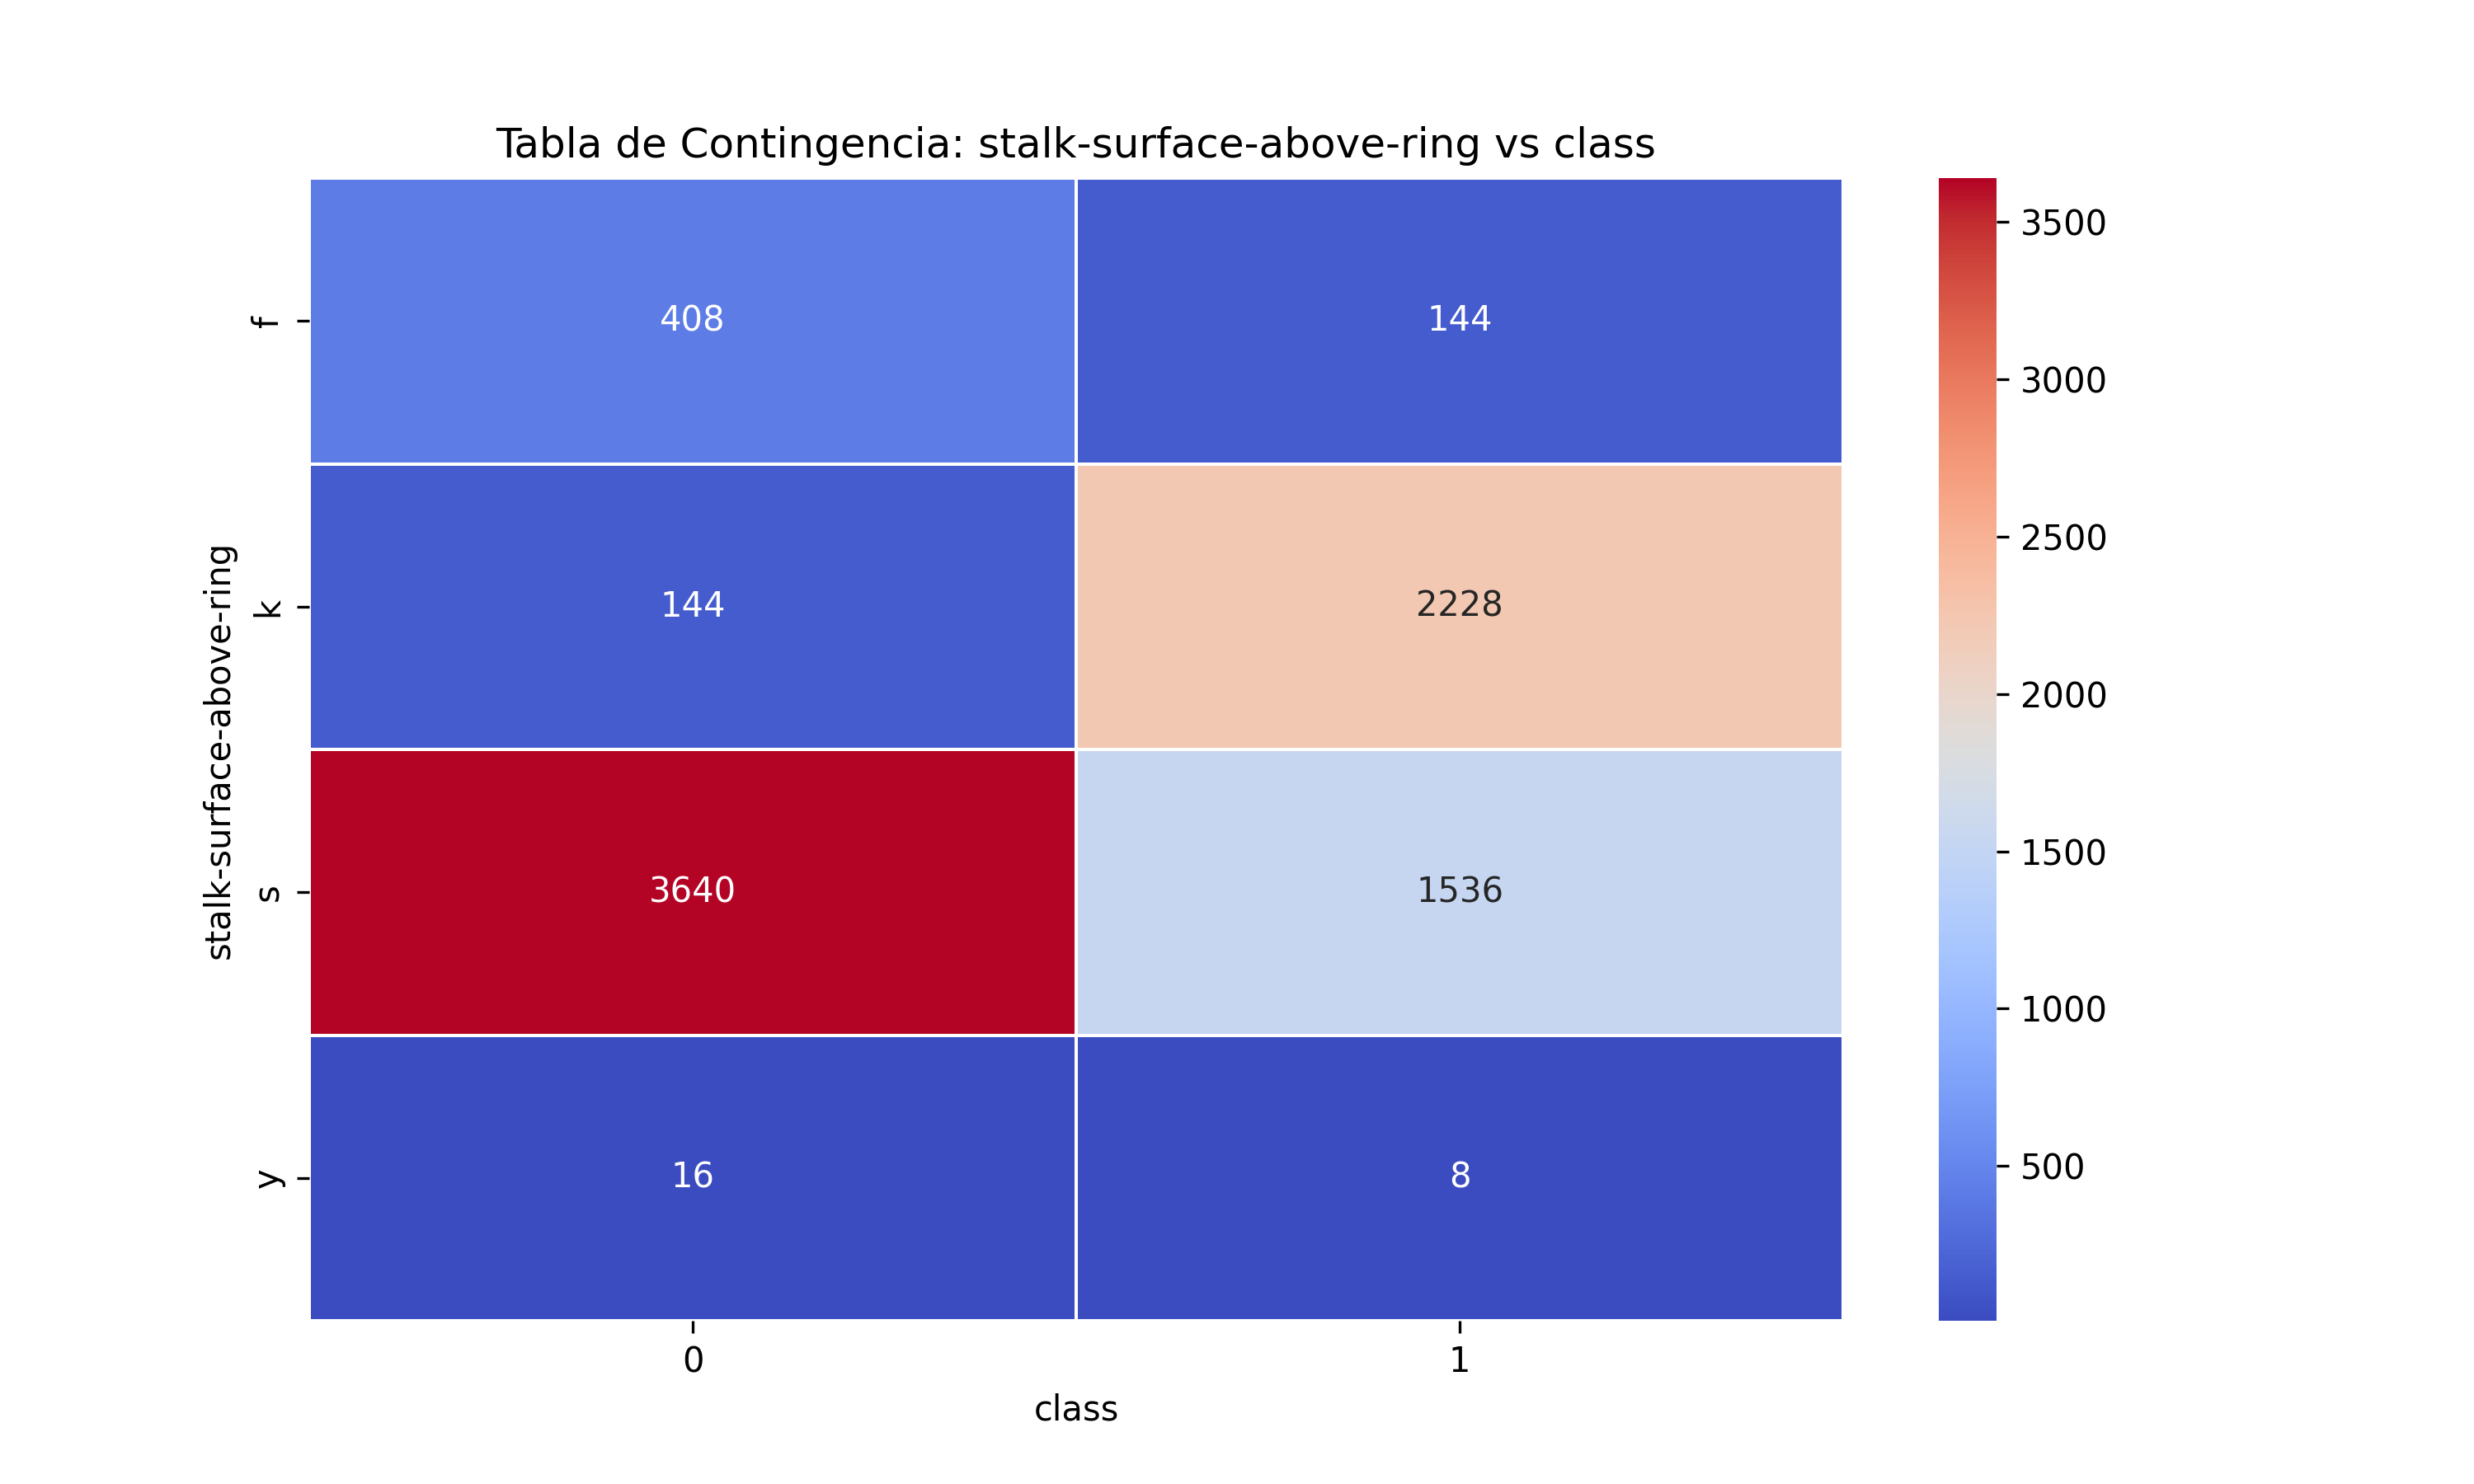 Tabla de Contingencia: stalk-surface-above-ring vs class
stalk-surface-above-ring
f
408
144
k
144
2228
s
3640
1536
y
16
8
0
1
class
3500
3000
2500
2000
1500
1000
500